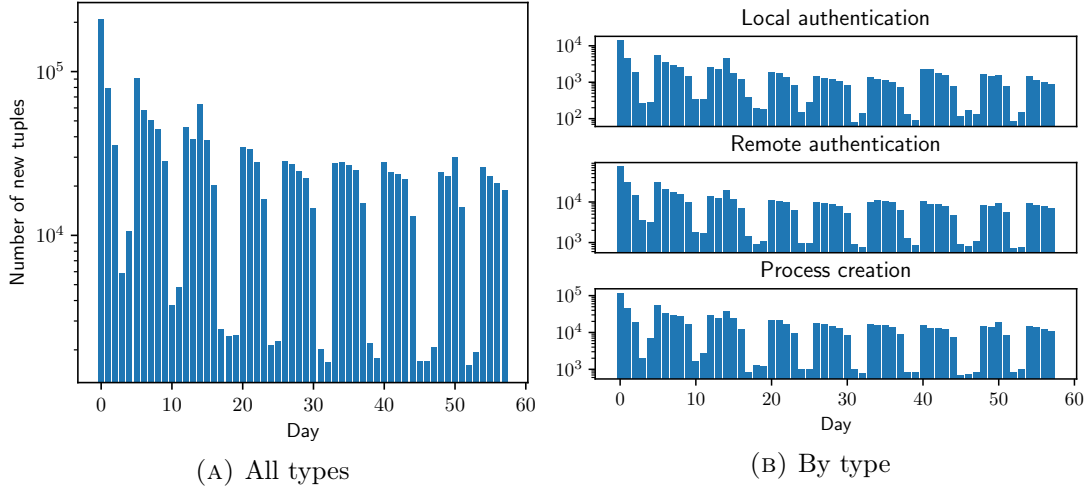 Number of new tuples
10^5
10^4
0 10 20 30 40 50 60
Day
(A) All types
Local authentication
10^4
10^3
10^2
Remote authentication
10^4
10^3
Process creation
10^5
10^4
10^3
0 10 20 30 40 50 60
Day
(B) By type